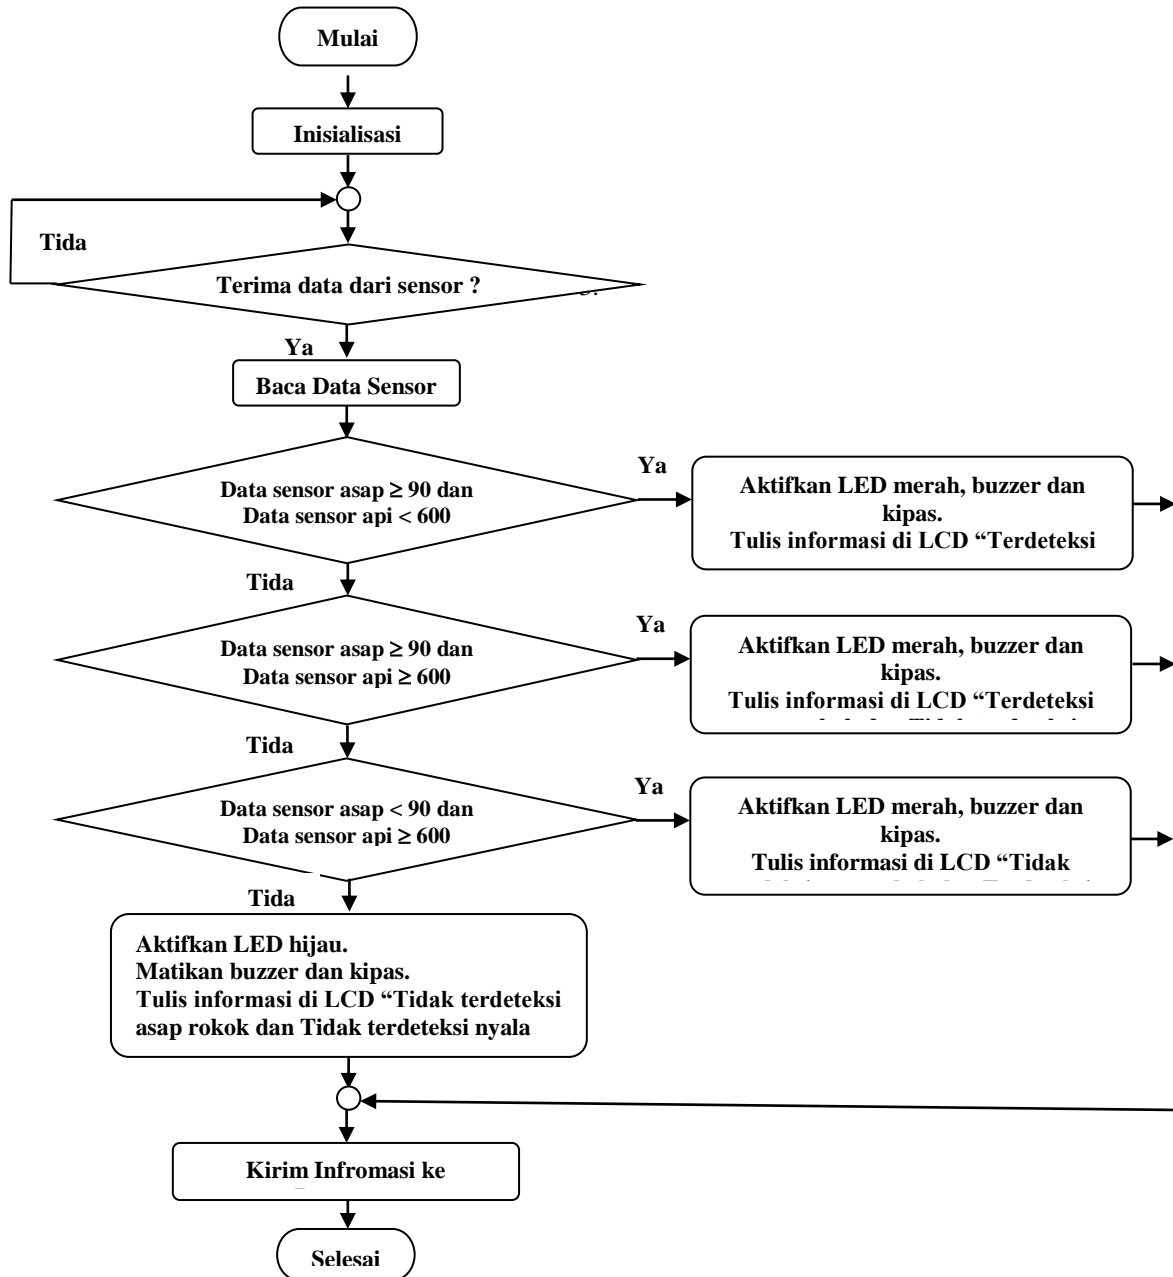 Mulai
Inisialisasi
Tida
Terima data dari sensor ?
Ya
Baca Data Sensor
Data sensor asap ≥ 90 dan
Data sensor api < 600
Ya
Aktifkan LED merah, buzzer dan
kipas.
Tulis informasi di LCD “Terdeteksi
Tida
Data sensor asap ≥ 90 dan
Data sensor api ≥ 600
Ya
Aktifkan LED merah, buzzer dan
kipas.
Tulis informasi di LCD “Terdeteksi
Tida
Data sensor asap < 90 dan
Data sensor api ≥ 600
Ya
Aktifkan LED merah, buzzer dan
kipas.
Tulis informasi di LCD “Tidak
Tida
Aktifkan LED hijau.
Matikan buzzer dan kipas.
Tulis informasi di LCD “Tidak terdeteksi
asap rokok dan Tidak terdeteksi nyala
Kirim Infromasi ke
Selesai